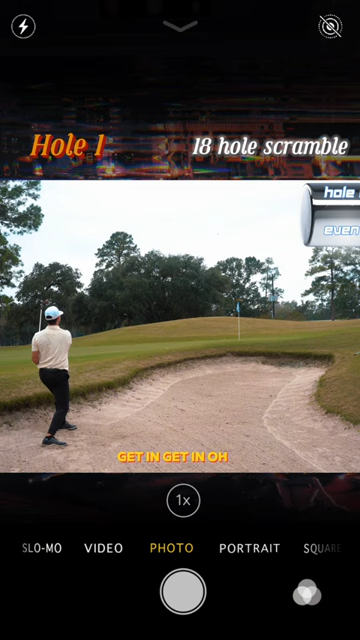 Hole 1
18 hole scramble
hole
even
GET IN GET IN OH
1x
SLO-MO VIDEO PHOTO PORTRAIT SQUARE